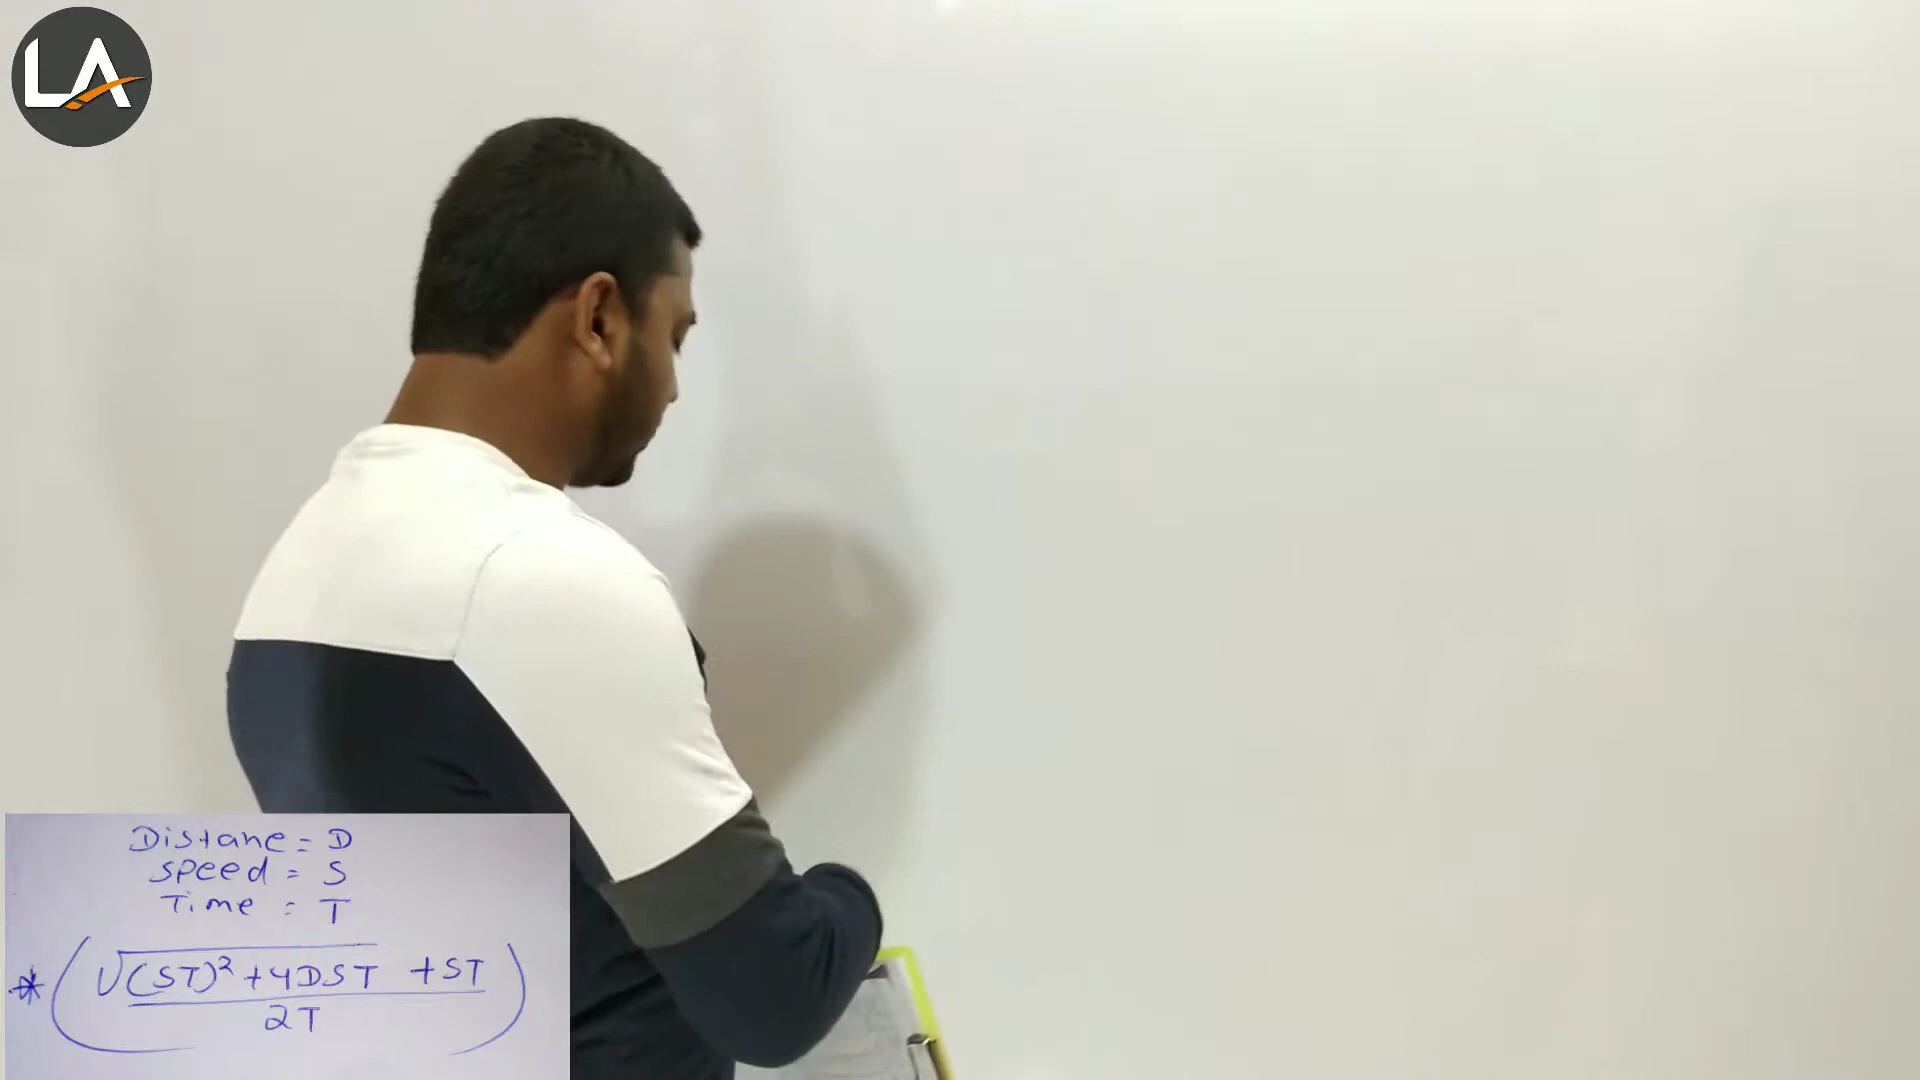 LA
Distane = D
Speed = S
Time = T
* ( √(ST)² + 4DST + ST )
2T